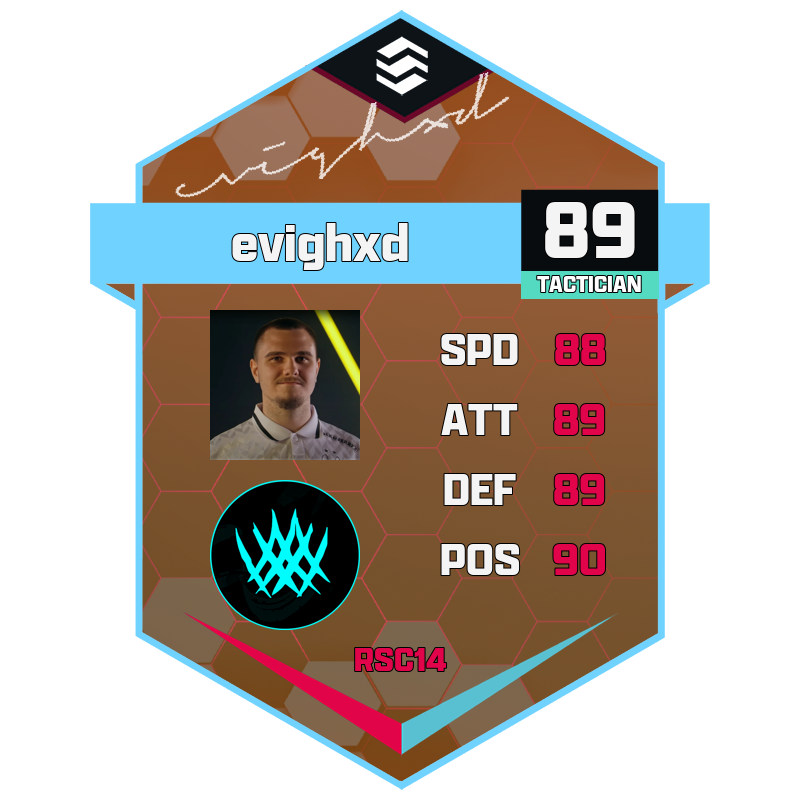 evighxd
evighxd
89
TACTICIAN
SPD 88
ATT 89
DEF 89
POS 90
RSC14